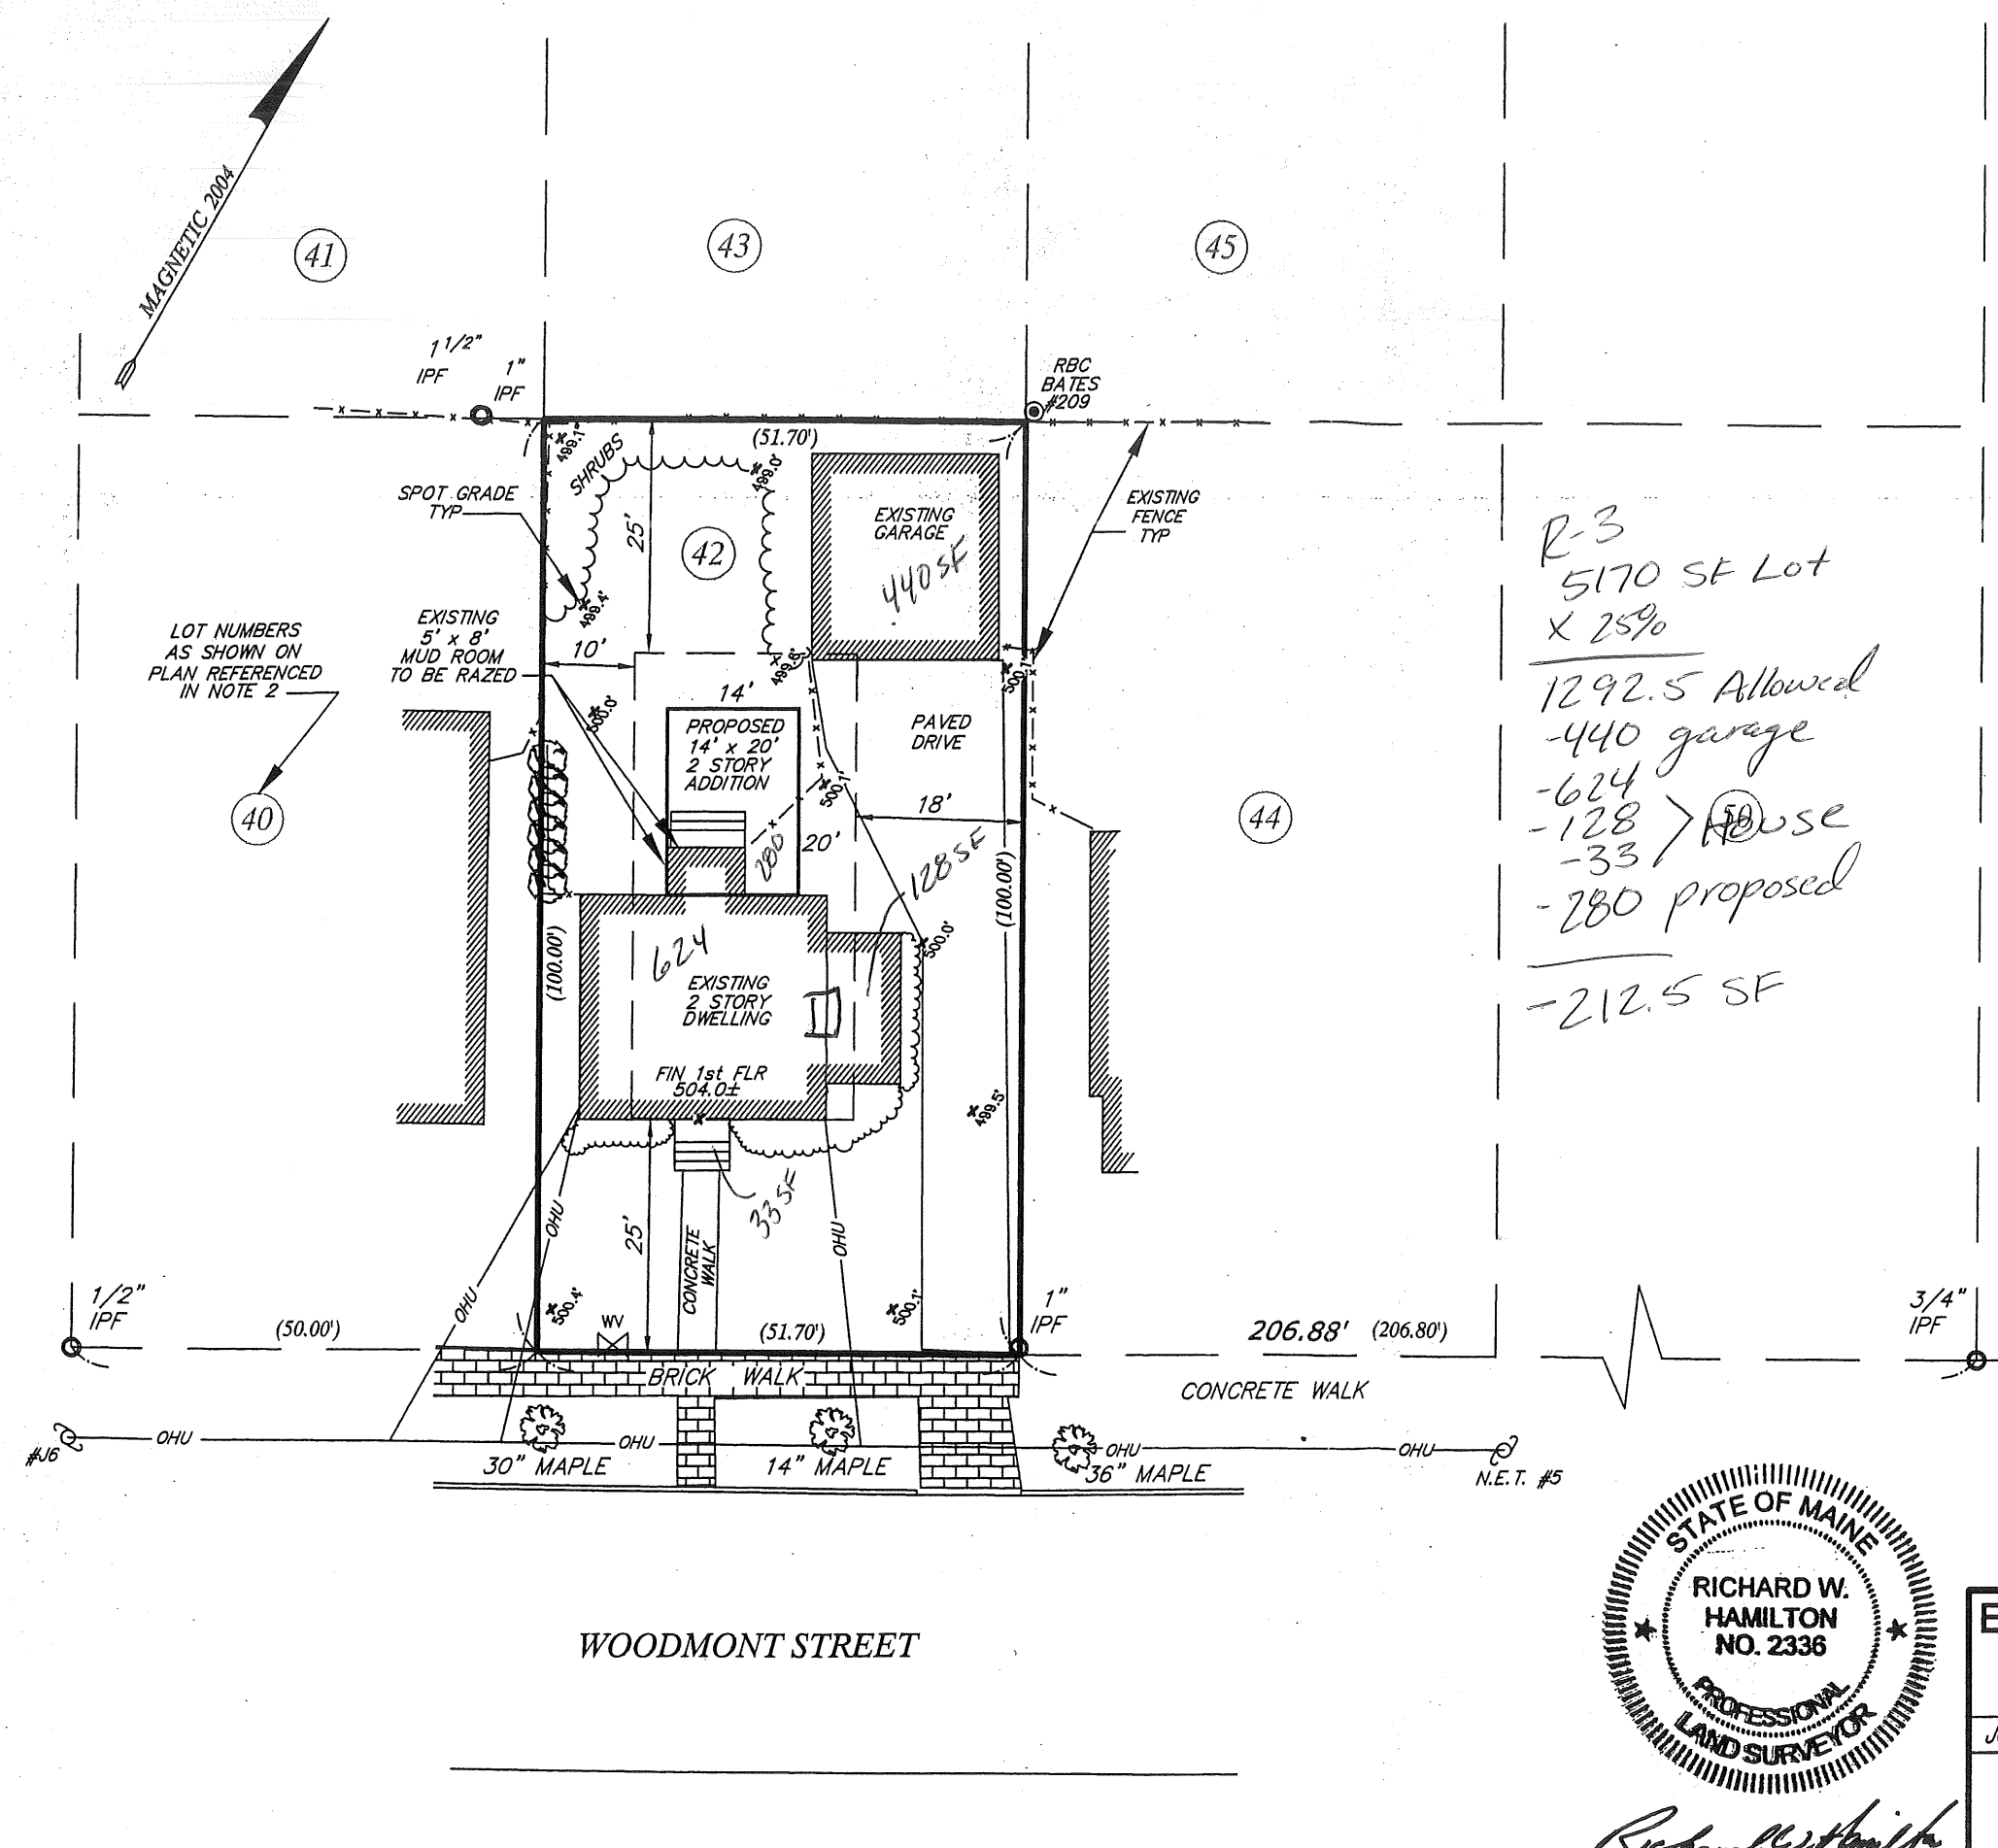 MAGNETIC 2004
41
43
45
1 1/2"
IPF
1"
IPF
RBC
BATES
#209
(51.70')
499.1'
SHRUBS
499.0'
SPOT GRADE
TYP
25'
42
EXISTING
GARAGE
440 SF
EXISTING
FENCE
TYP
R-3
5170 SF Lot
x 25%
1292.5 Allowed
-440 garage
-624
-128 > House
-33
-280 proposed
-212.5 SF
50
499.4'
LOT NUMBERS
AS SHOWN ON
PLAN REFERENCED
IN NOTE 2
EXISTING
5' x 8'
MUD ROOM
TO BE RAZED
10'
499.6'
500.1'
14'
500.0'
PROPOSED
14' x 20'
2 STORY
ADDITION
PAVED
DRIVE
500.1'
18'
40
44
280
20'
128 SF
(100.00')
(100.00')
624
500.0'
EXISTING
2 STORY
DWELLING
FIN 1st FLR
504.0±
499.5'
33 SF
OHU
25'
CONCRETE
WALK
OHU
OHU
1/2"
IPF
500.4'
WV
500.1'
1"
IPF
3/4"
IPF
(50.00')
(51.70')
206.88' (206.80')
BRICK WALK
CONCRETE WALK
#J6
OHU
OHU
OHU
OHU
30" MAPLE
14" MAPLE
36" MAPLE
N.E.T. #5
WOODMONT STREET
STATE OF MAINE
RICHARD W.
HAMILTON
NO. 2336
PROFESSIONAL
LAND SURVEYOR
E
Richard W. Hamilton